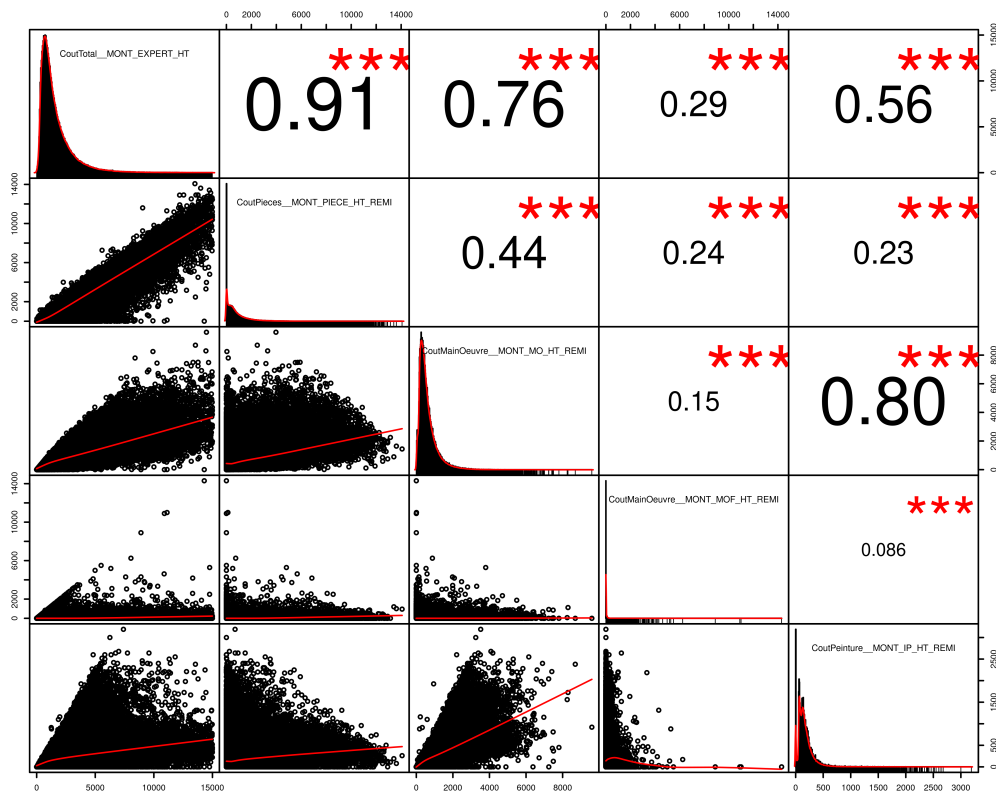 0 2000 6000 10000 14000
0 2000 6000 10000 14000
CoutTotal__MONT_EXPERT_HT
***
0.91
***
0.76
***
0.29
***
0.56
0 5000 10000 15000
0 2000 6000 10000 14000
CoutPieces__MONT_PIECE_HT_REMI
***
0.44
***
0.24
***
0.23
CoutMainOeuvre__MONT_MO_HT_REMI
***
0.15
***
0.80
0 2000 4000 6000 8000
0 2000 6000 10000 14000
CoutMainOeuvre__MONT_MOF_HT_REMI
***
0.086
CoutPeinture__MONT_IP_HT_REMI
0 500 1500 2500
0 5000 10000 15000
0 2000 4000 6000 8000
0 500 1000 1500 2000 2500 3000